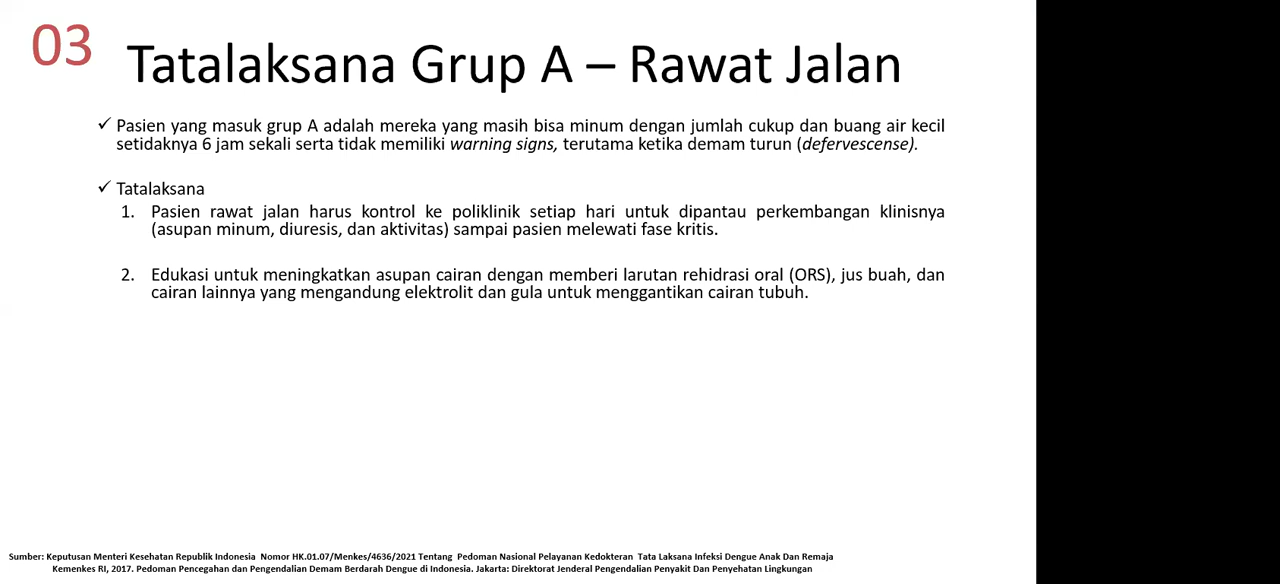 03
Tatalaksana Grup A – Rawat Jalan
✓ Pasien yang masuk grup A adalah mereka yang masih bisa minum dengan jumlah cukup dan buang air kecil
setidaknya 6 jam sekali serta tidak memiliki warning signs, terutama ketika demam turun (defervescense).
✓ Tatalaksana
1. Pasien rawat jalan harus kontrol ke poliklinik setiap hari untuk dipantau perkembangan klinisnya
(asupan minum, diuresis, dan aktivitas) sampai pasien melewati fase kritis.
2. Edukasi untuk meningkatkan asupan cairan dengan memberi larutan rehidrasi oral (ORS), jus buah, dan
cairan lainnya yang mengandung elektrolit dan gula untuk menggantikan cairan tubuh.
Sumber: Keputusan Menteri Kesehatan Republik Indonesia Nomor HK.01.07/Menkes/4636/2021 Tentang Pedoman Nasional Pelayanan Kedokteran Tata Laksana Infeksi Dengue Anak Dan Remaja
Kemenkes RI, 2017. Pedoman Pencegahan dan Pengendalian Demam Berdarah Dengue di Indonesia. Jakarta: Direktorat Jenderal Pengendalian Penyakit Dan Penyehatan Lingkungan